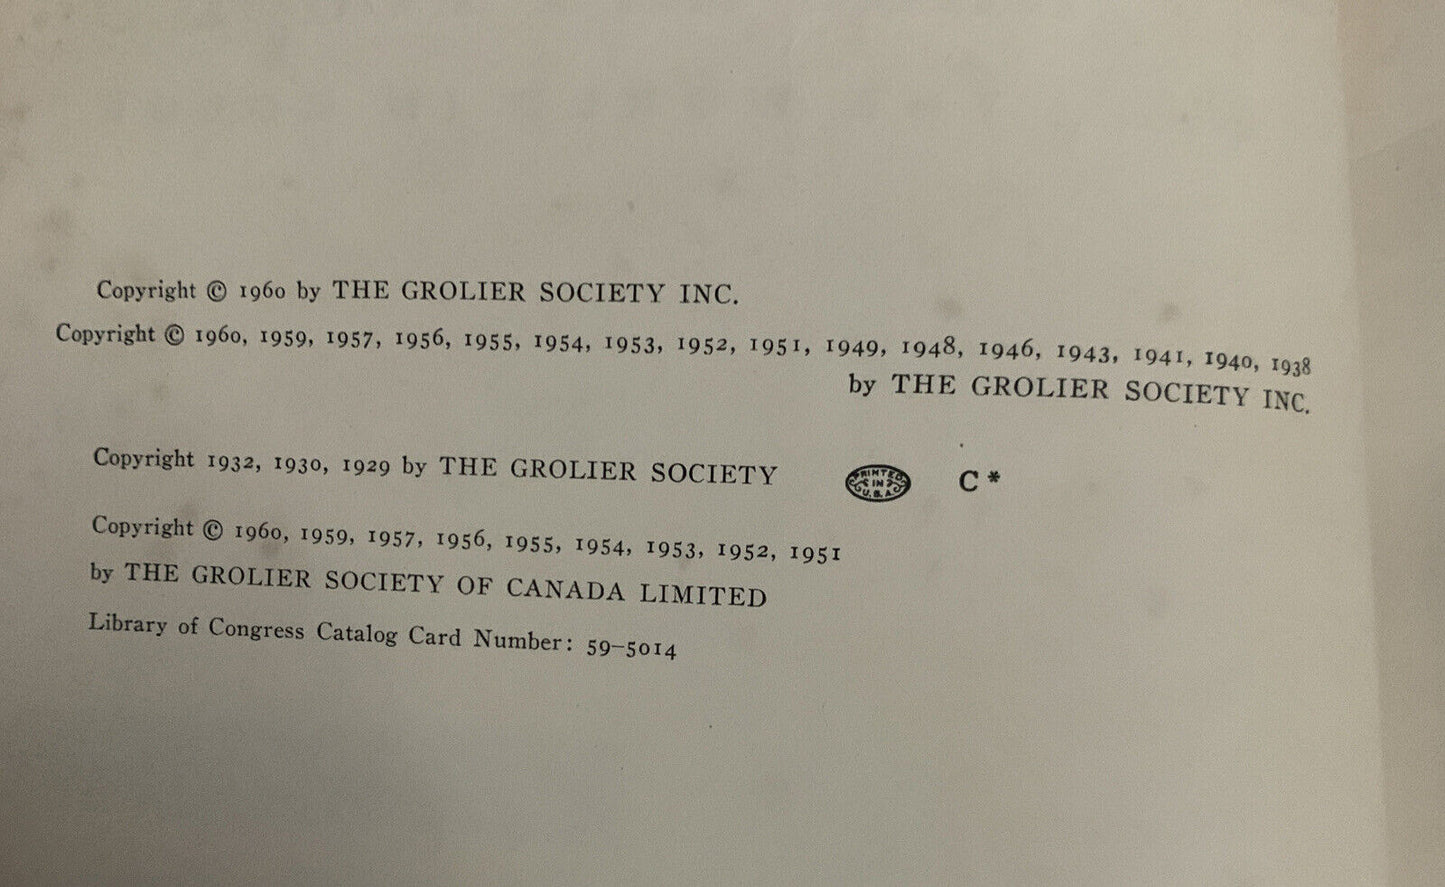 Copyright © 1960 by THE GROLIER SOCIETY INC.
Copyright © 1960, 1959, 1957, 1956, 1955, 1954, 1953, 1952, 1951, 1949, 1948, 1946, 1943, 1941, 1940, 1938
by THE GROLIER SOCIETY INC.
Copyright 1932, 1930, 1929 by THE GROLIER SOCIETY
PRINTED
IN
U.S.A.
C *
Copyright © 1960, 1959, 1957, 1956, 1955, 1954, 1953, 1952, 1951
by THE GROLIER SOCIETY OF CANADA LIMITED
Library of Congress Catalog Card Number: 59–5014